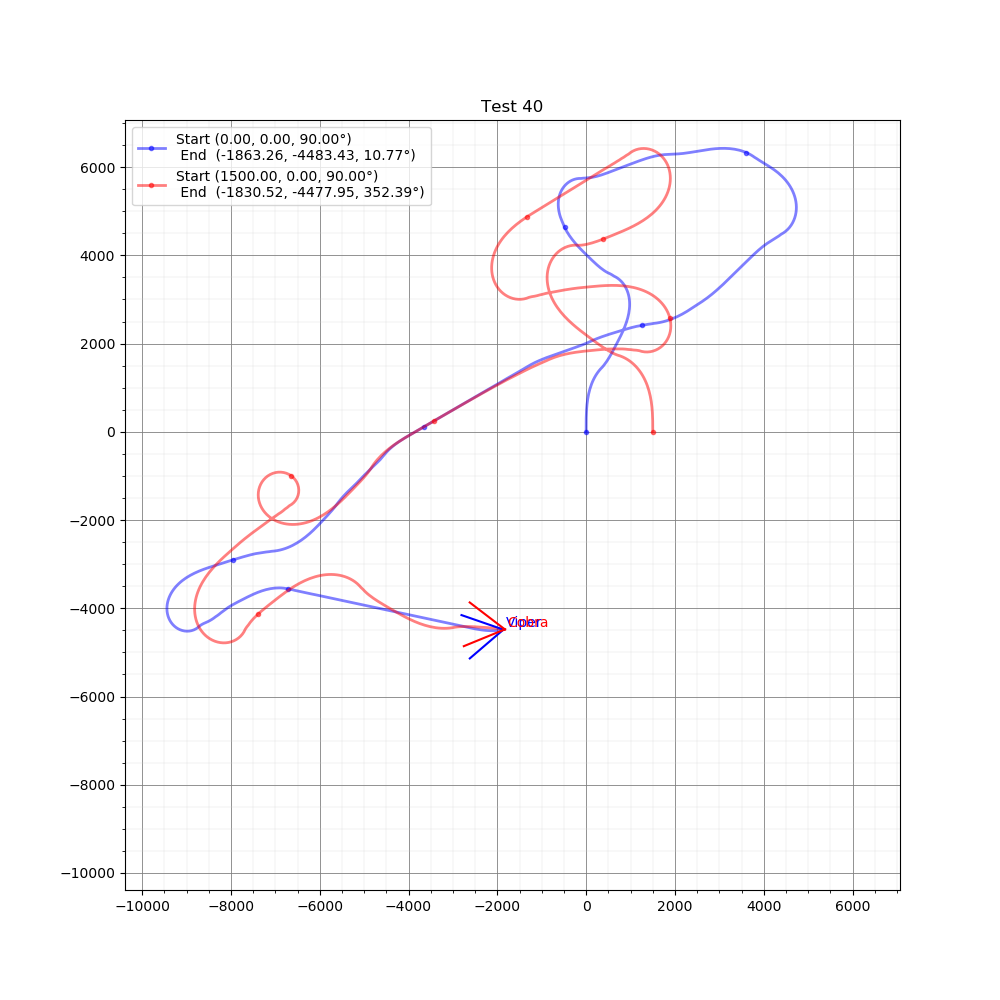 Test 40
Start (0.00, 0.00, 90.00°)
End (-1863.26, -4483.43, 10.77°)
Start (1500.00, 0.00, 90.00°)
End (-1830.52, -4477.95, 352.39°)
6000
4000
2000
0
−2000
−4000
−6000
−8000
−10000
Viper
−10000 −8000 −6000 −4000 −2000 0 2000 4000 6000